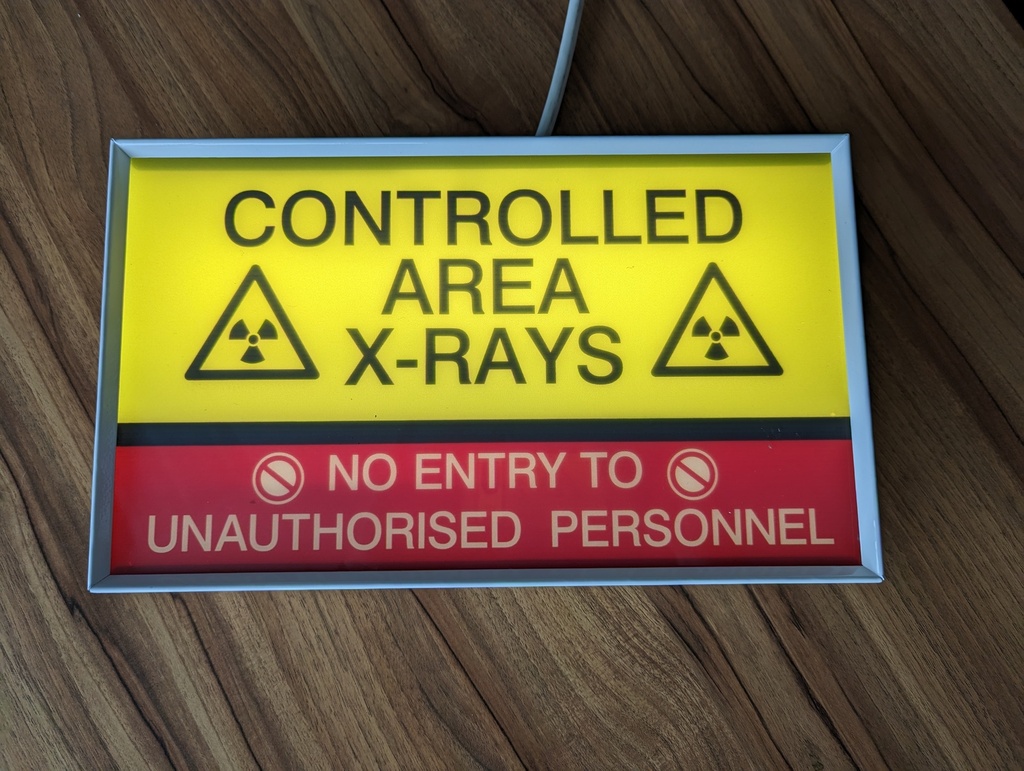 CONTROLLED
AREA
X-RAYS
NO ENTRY TO
UNAUTHORISED PERSONNEL